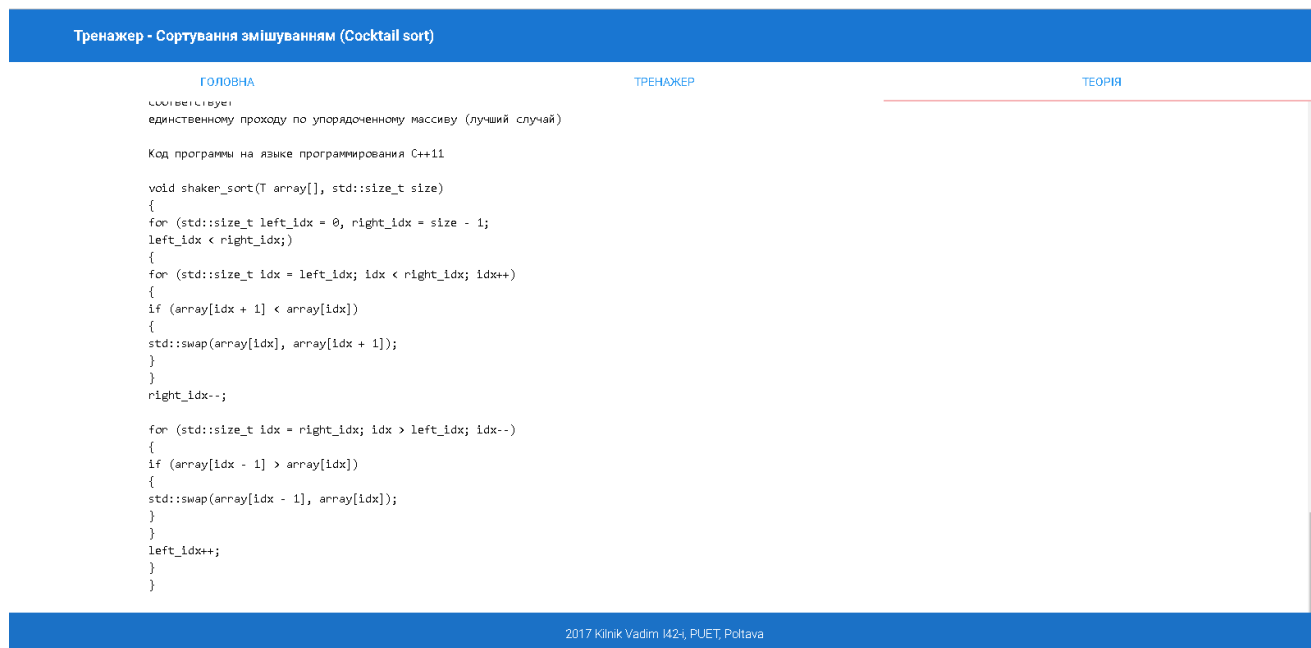 Тренажер - Сортування змішуванням (Cocktail sort)
ГОЛОВНА
ТРЕНАЖЕР
ТЕОРІЯ
соответствует
единственному проходу по упорядоченному массиву (лучший случай)
Код программы на языке программирования C++11
void shaker_sort(T array[], std::size_t size)
{
for (std::size_t left_idx = 0, right_idx = size - 1;
left_idx < right_idx;)
{
for (std::size_t idx = left_idx; idx < right_idx; idx++)
{
if (array[idx + 1] < array[idx])
{
std::swap(array[idx], array[idx + 1]);
}
}
right_idx--;
for (std::size_t idx = right_idx; idx > left_idx; idx--)
{
if (array[idx - 1] > array[idx])
{
std::swap(array[idx - 1], array[idx]);
}
}
left_idx++;
}
}
2017 Kilnik Vadim I42-i, PUET, Poltava